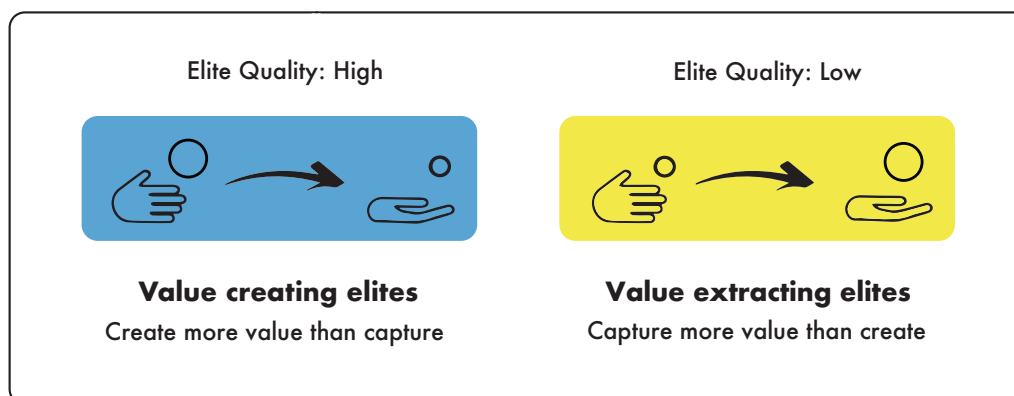 Elite Quality: High
Elite Quality: Low
Value creating elites
Create more value than capture
Value extracting elites
Capture more value than create